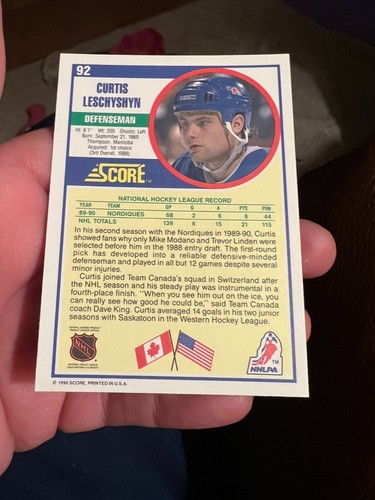 92
CURTIS
LESCHYSHYN
DEFENSEMAN
Ht: 6'1" Wt: 205 Shoots: Left
Born: September 21, 1969
Thompson, Manitoba
Acquired: 1st choice
(3rd Overall, 1988)
SCORE™
NATIONAL HOCKEY LEAGUE RECORD
YEAR TEAM GP G A PTS PIM
89-90 NORDIQUES 68 2 6 8 44
NHL TOTALS 139 6 15 21 115
In his second season with the Nordiques in 1989-90, Curtis
showed fans why only Mike Modano and Trevor Linden were
selected before him in the 1988 entry draft. The first-round
pick has developed into a reliable defensive-minded
defenseman and played in all but 12 games despite several
minor injuries.
Curtis joined Team Canada's squad in Switzerland after
the NHL season and his steady play was instrumental in a
fourth-place finish. "When you see him out on the ice, you
can really see how good he could be," said Team Canada
coach Dave King. Curtis averaged 14 goals in his two junior
seasons with Saskatoon in the Western Hockey League.
NHL
NHLPA
TM
© 1990 SCORE, PRINTED IN U.S.A.